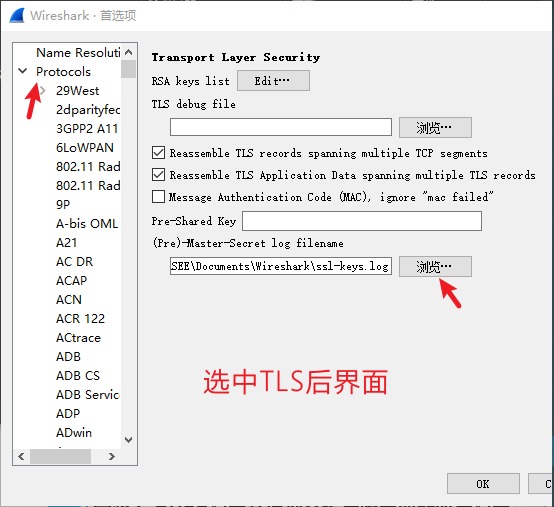 Wireshark · 首选项
Name Resoluti
Protocols
29West
2dparityfec
3GPP2 A11
6LoWPAN
802.11 Rad
802.11 Rad
9P
A-bis OML
A21
AC DR
ACAP
ACN
ACR 122
ACtrace
ADB
ADB CS
ADB Service
ADP
ADwin
Transport Layer Security
RSA keys list Edit…
TLS debug file
浏览…
Reassemble TLS records spanning multiple TCP segments
Reassemble TLS Application Data spanning multiple TLS records
Message Authentication Code (MAC), ignore "mac failed"
Pre-Shared Key
(Pre)-Master-Secret log filename
SEE\Documents\Wireshark\ssl-keys.log 浏览…
选中TLS后界面
OK C